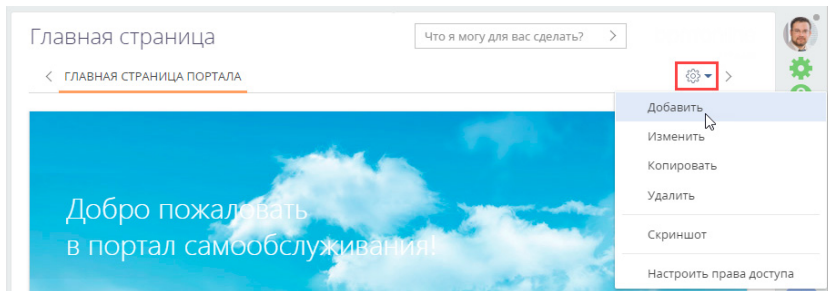 Главная страница
Что я могу для вас сделать?
ГЛАВНАЯ СТРАНИЦА ПОРТАЛА
Добавить
Изменить
Копировать
Удалить
Скриншот
Настроить права доступа
Добро пожаловать
в портал самообслуживания!